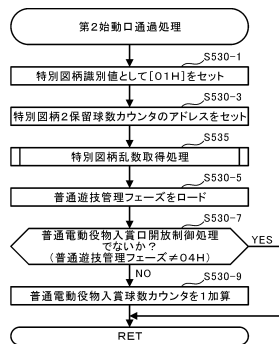 第2始動口通過処理
S530-1
特別図柄識別値として[01H]をセット
S530-3
特別図柄2保留球数カウンタのアドレスをセット
S535
特別図柄乱数取得処理
S530-5
普通遊技管理フェーズをロード
S530-7
普通電動役物入賞口開放制御処理
でないか?
(普通遊技管理フェーズ≠04H)
YES
NO
S530-9
普通電動役物入賞球数カウンタを1加算
RET